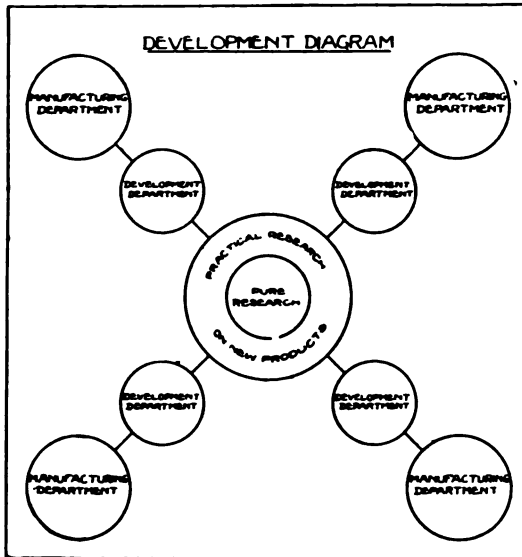 DEVELOPMENT DIAGRAM
MANUFACTURING
DEPARTMENT
MANUFACTURING
DEPARTMENT
DEVELOPMENT
DEPARTMENT
DEVELOPMENT
DEPARTMENT
PRACTICAL RESEARCH
PURE
RESEARCH
ON NEW PRODUCTS
DEVELOPMENT
DEPARTMENT
DEVELOPMENT
DEPARTMENT
MANUFACTURING
DEPARTMENT
MANUFACTURING
DEPARTMENT